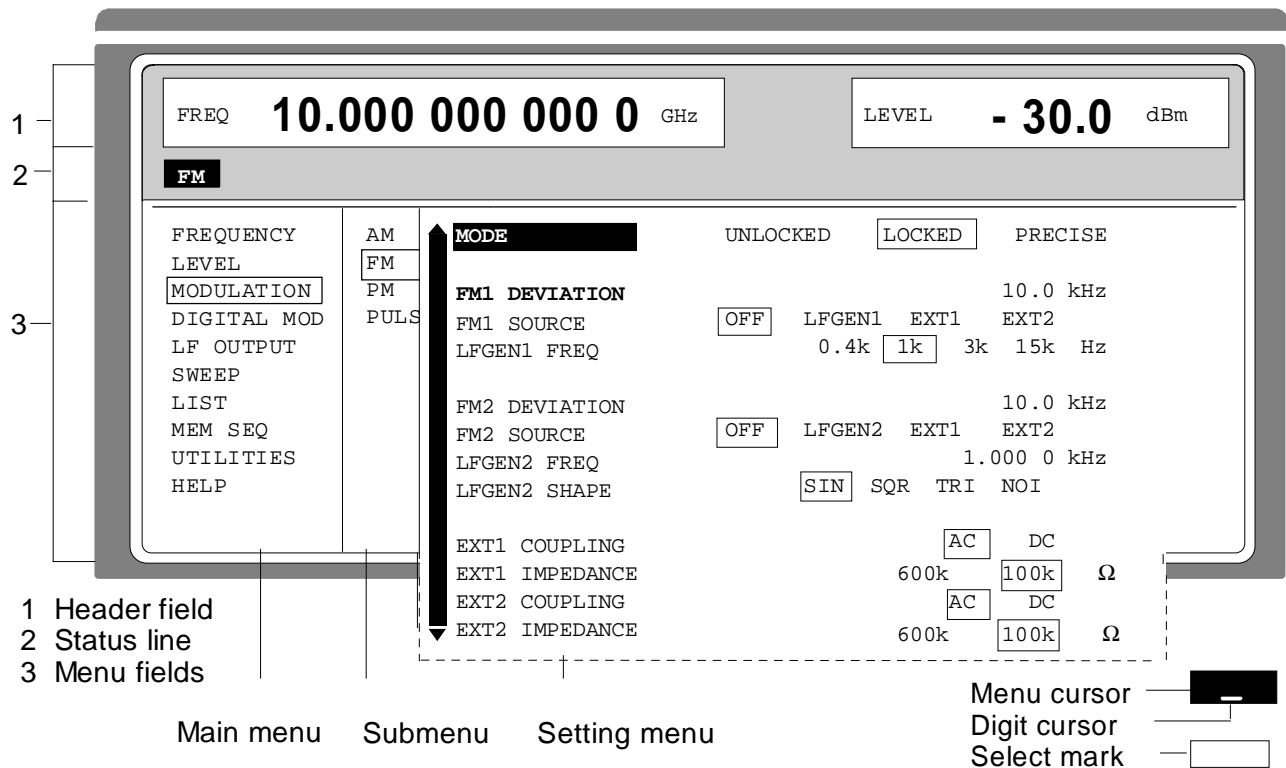 FREQ 10.000 000 000 0 GHz LEVEL - 30.0 dBm
1
2
FM
FREQUENCY AM MODE UNLOCKED LOCKED PRECISE
LEVEL FM
MODULATION PM FM1 DEVIATION 10.0 kHz
DIGITAL MOD PULS FM1 SOURCE OFF LFGEN1 EXT1 EXT2
3
LF OUTPUT LFGEN1 FREQ 0.4k 1k 3k 15k Hz
SWEEP
LIST FM2 DEVIATION 10.0 kHz
MEM SEQ FM2 SOURCE OFF LFGEN2 EXT1 EXT2
UTILITIES LFGEN2 FREQ 1.000 0 kHz
HELP LFGEN2 SHAPE SIN SQR TRI NOI
EXT1 COUPLING AC DC
EXT1 IMPEDANCE 600k 100k Ω
EXT2 COUPLING AC DC
EXT2 IMPEDANCE 600k 100k Ω
1 Header field
2 Status line
3 Menu fields
Main menu Submenu Setting menu
Menu cursor
Digit cursor
Select mark